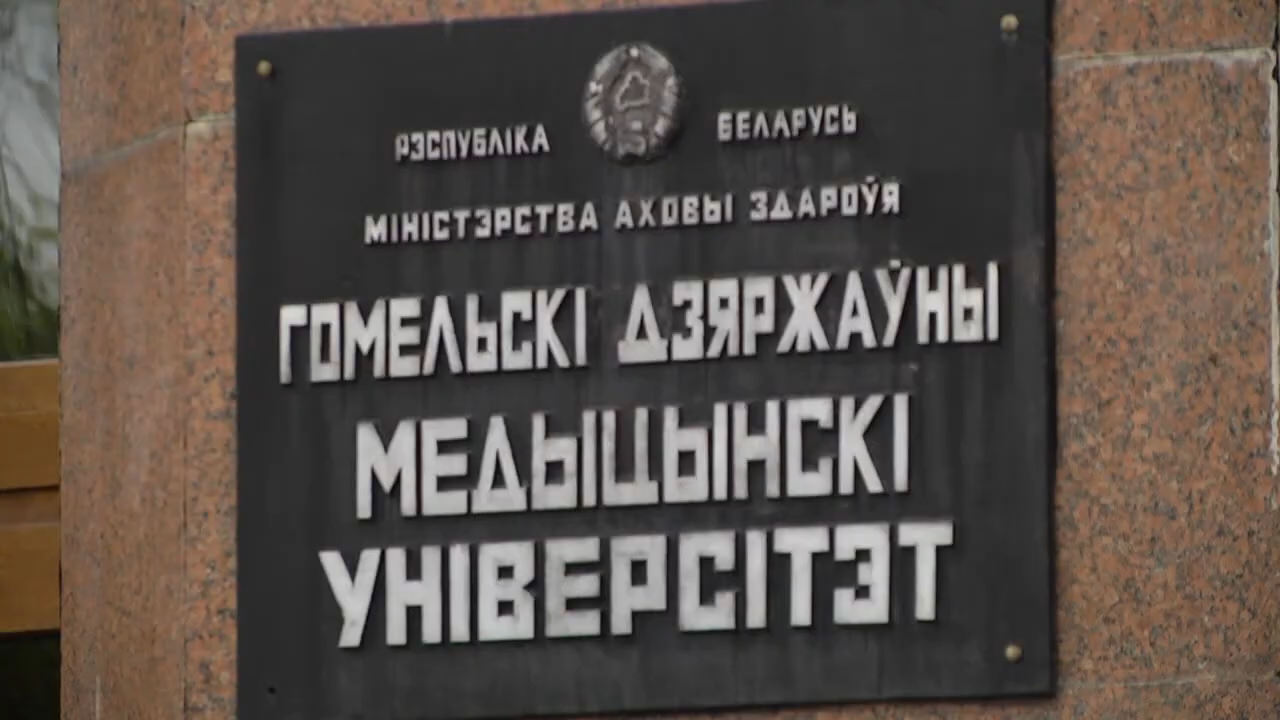 РЭСПУБЛІКА БЕЛАРУСЬ
МІНІСТЭРСТВА АХОВЫ ЗДАРОЎЯ
ГОМЕЛЬСКІ ДЗЯРЖАЎНЫ
МЕДЫЦЫНСКІ
УНІВЕРСІТЭТ